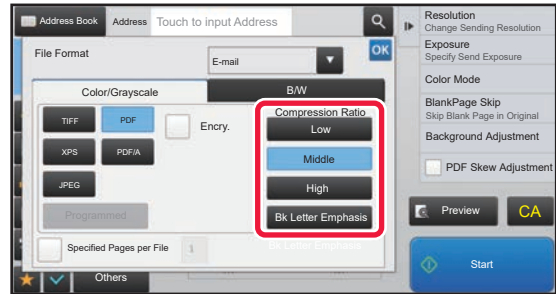 Address Book Address Touch to input Address
File Format
E-mail
OK
Color/Grayscale
B/W
TIFF
PDF
Encry.
XPS
PDF/A
JPEG
Programmed
Compression Ratio
Low
Middle
High
Bk Letter Emphasis
Bk Letter Emphasis
Specified Pages per File
1
Others
Resolution
Change Sending Resolution
Exposure
Specify Send Exposure
Color Mode
BlankPage Skip
Skip Blank Page in Original
Background Adjustment
PDF Skew Adjustment
Preview
CA
Start